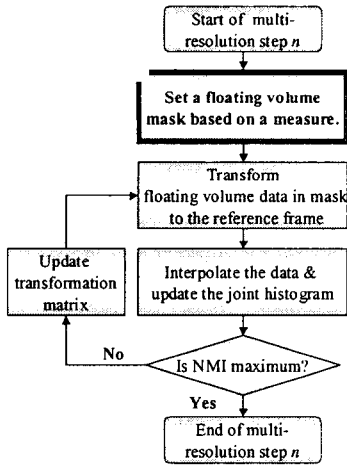 Start of multi-
resolution step n
Set a floating volume
mask based on a measure.
Transform
floating volume data in mask
to the reference frame
Update
transformation
matrix
Interpolate the data &
update the joint histogram
No
Is NMI maximum?
Yes
End of multi-
resolution step n